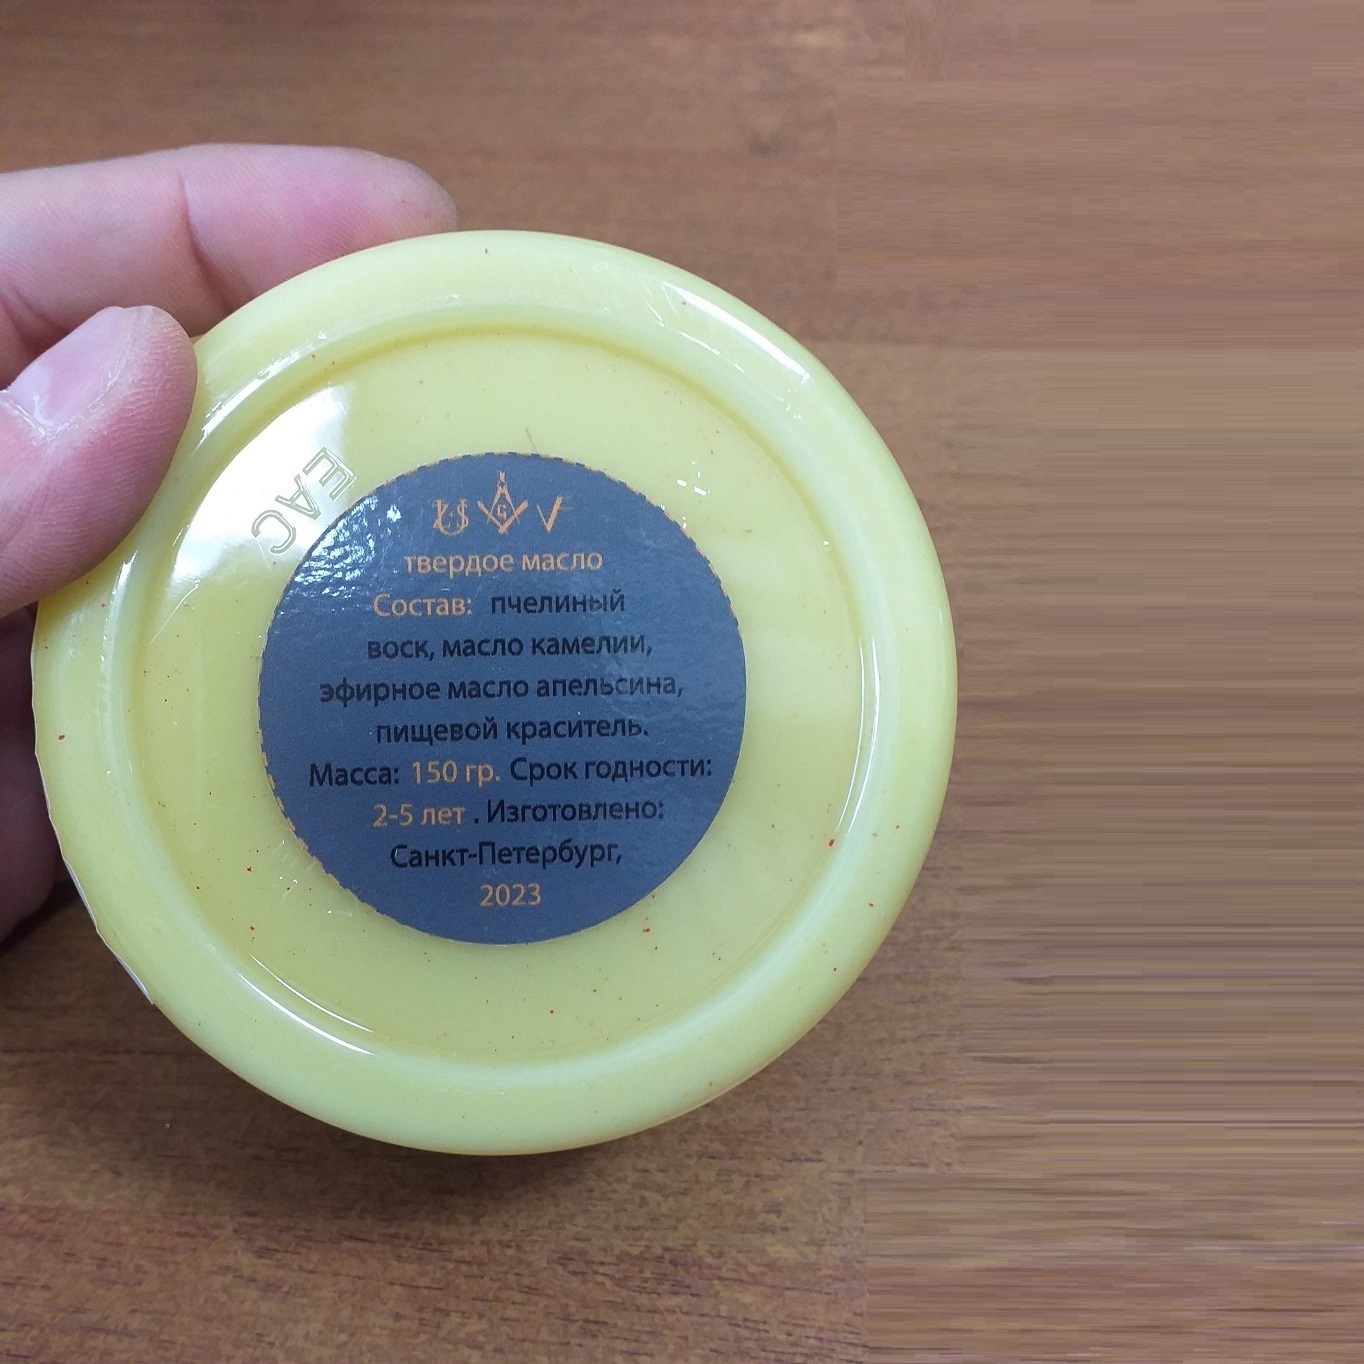 EAC
твердое масло
Состав: пчелиный
воск, масло камелии,
эфирное масло апельсина,
пищевой краситель.
Масса: 150 гр. Срок годности:
2-5 лет . Изготовлено:
Санкт-Петербург,
2023